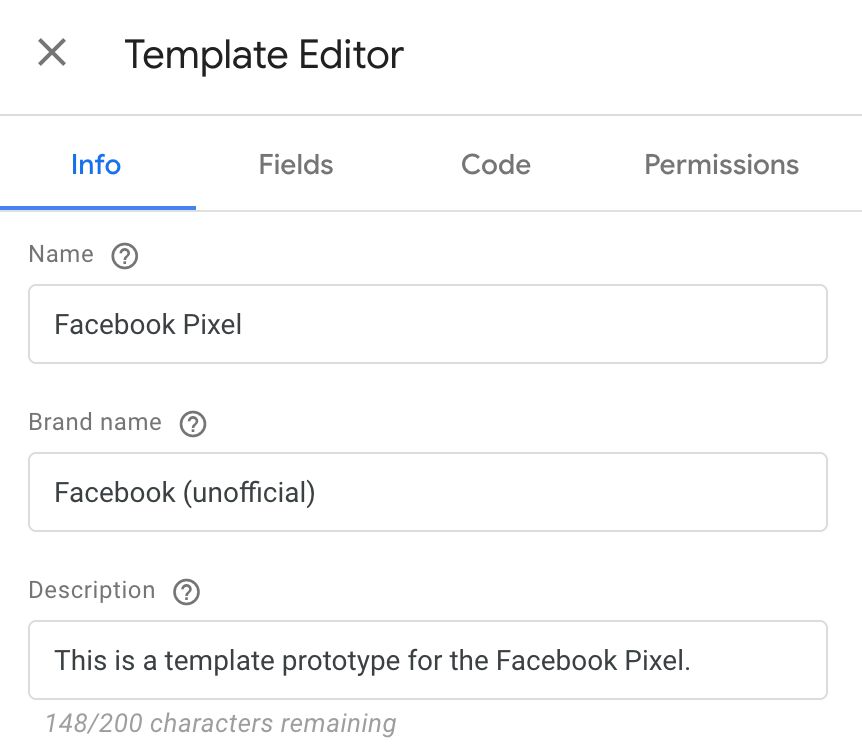 Template Editor
Info Fields Code Permissions
Name
Facebook Pixel
Brand name
Facebook (unofficial)
Description
This is a template prototype for the Facebook Pixel.
148/200 characters remaining